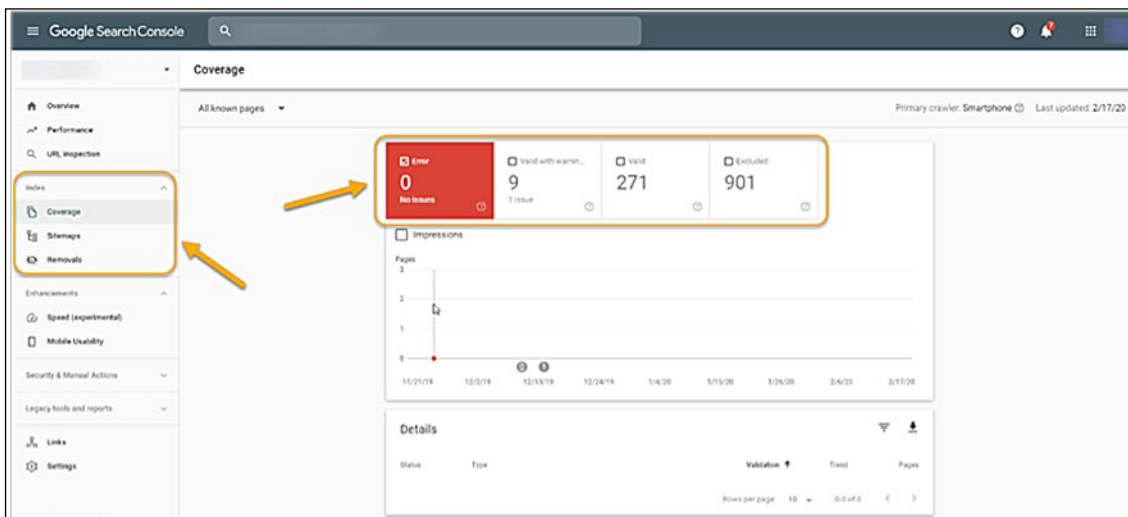 Google Search Console
Coverage
All known pages
Primary crawler: Smartphone Last updated: 2/17/20
Overview
Performance
URL inspection
Index
Coverage
Sitemaps
Removals
Enhancements
Speed (experimental)
Mobile Usability
Security & Manual Actions
Legacy tools and reports
Links
Settings
Error
0
No issues
Valid with warnin...
9
1 issue
Valid
271
Excluded
901
Impressions
Pages
3
2
1
0
11/21/19 12/2/19 12/13/19 12/24/19 1/4/20 1/15/20 1/26/20 2/6/20 2/17/20
Details
Status Type Validation Trend Pages
Rows per page 10 0-0 of 0